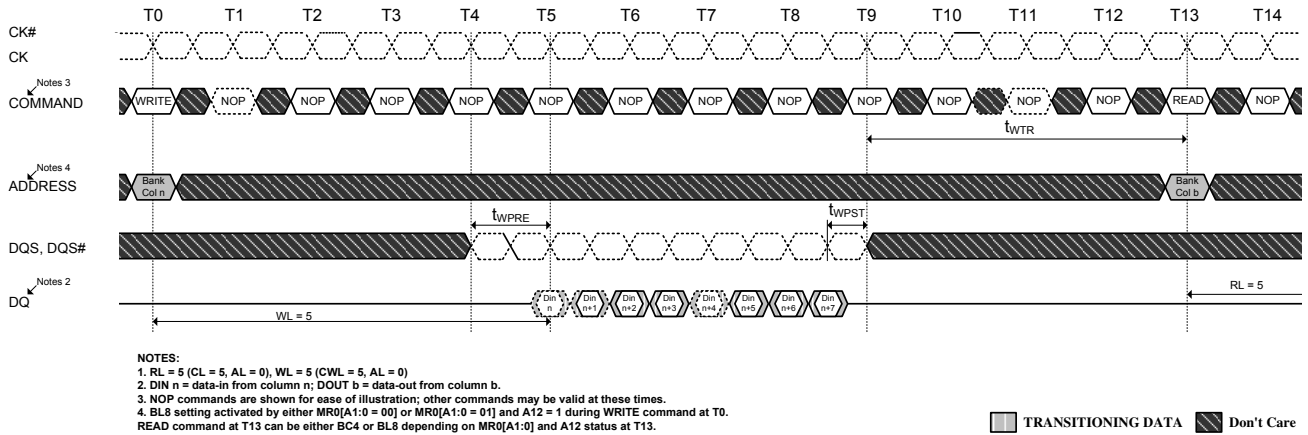 T0 T1 T2 T3 T4 T5 T6 T7 T8 T9 T10 T11 T12 T13 T14
CK#
CK
Notes 3
COMMAND
WRITE NOP NOP NOP NOP NOP NOP NOP NOP NOP NOP NOP NOP READ NOP
tWTR
Notes 4
ADDRESS
Bank Col n
Bank Col b
tWPRE
tWPST
DQS, DQS#
Notes 2
DQ
Din n Din n+1 Din n+2 Din n+3 Din n+4 Din n+5 Din n+6 Din n+7
RL = 5
WL = 5
NOTES:
1. RL = 5 (CL = 5, AL = 0), WL = 5 (CWL = 5, AL = 0)
2. DIN n = data-in from column n; DOUT b = data-out from column b.
3. NOP commands are shown for ease of illustration; other commands may be valid at these times.
4. BL8 setting activated by either MR0[A1:0 = 00] or MR0[A1:0 = 01] and A12 = 1 during WRITE command at T0.
READ command at T13 can be either BC4 or BL8 depending on MR0[A1:0] and A12 status at T13.
TRANSITIONING DATA
Don't Care